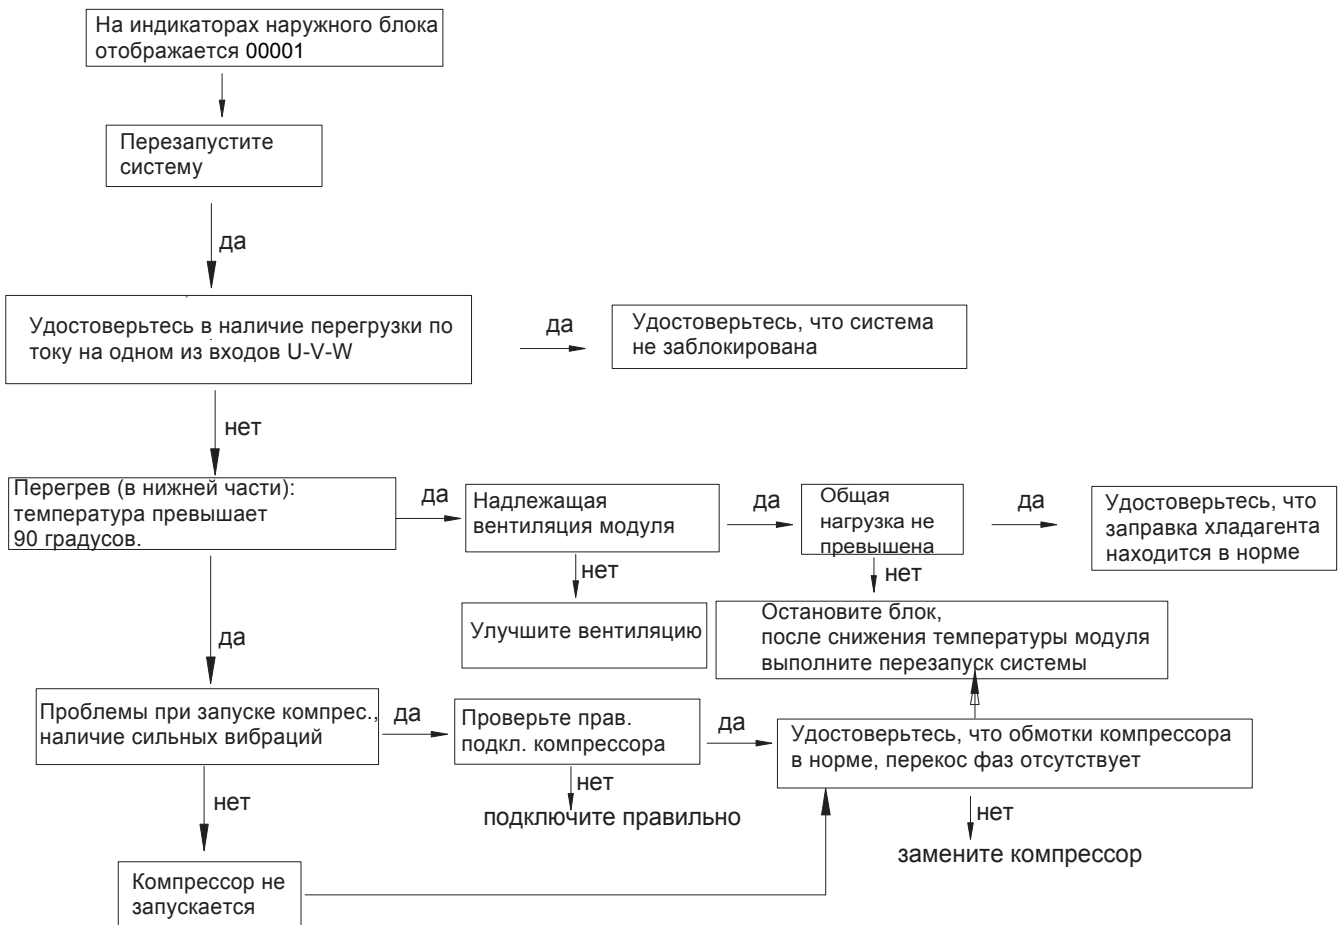 На индикаторах наружного блока
отображается 00001
Перезапустите
систему
да
Удостоверьтесь в наличие перегрузки по
току на одном из входов U-V-W
да
Удостоверьтесь, что система
не заблокирована
нет
Перегрев (в нижней части):
температура превышает
90 градусов.
да
Надлежащая
вентиляция модуля
да
Общая
нагрузка не
превышена
да
Удостоверьтесь, что
заправка хладагента
находится в норме
нет
нет
Улучшите вентиляцию
Остановите блок,
после снижения температуры модуля
выполните перезапуск системы
да
Проблемы при запуске компрес.,
наличие сильных вибраций
да
Проверьте прав.
подкл. компрессора
да
Удостоверьтесь, что обмотки компрессора
в норме, перекос фаз отсутствует
нет
нет
подключите правильно
нет
замените компрессор
Компрессор не
запускается